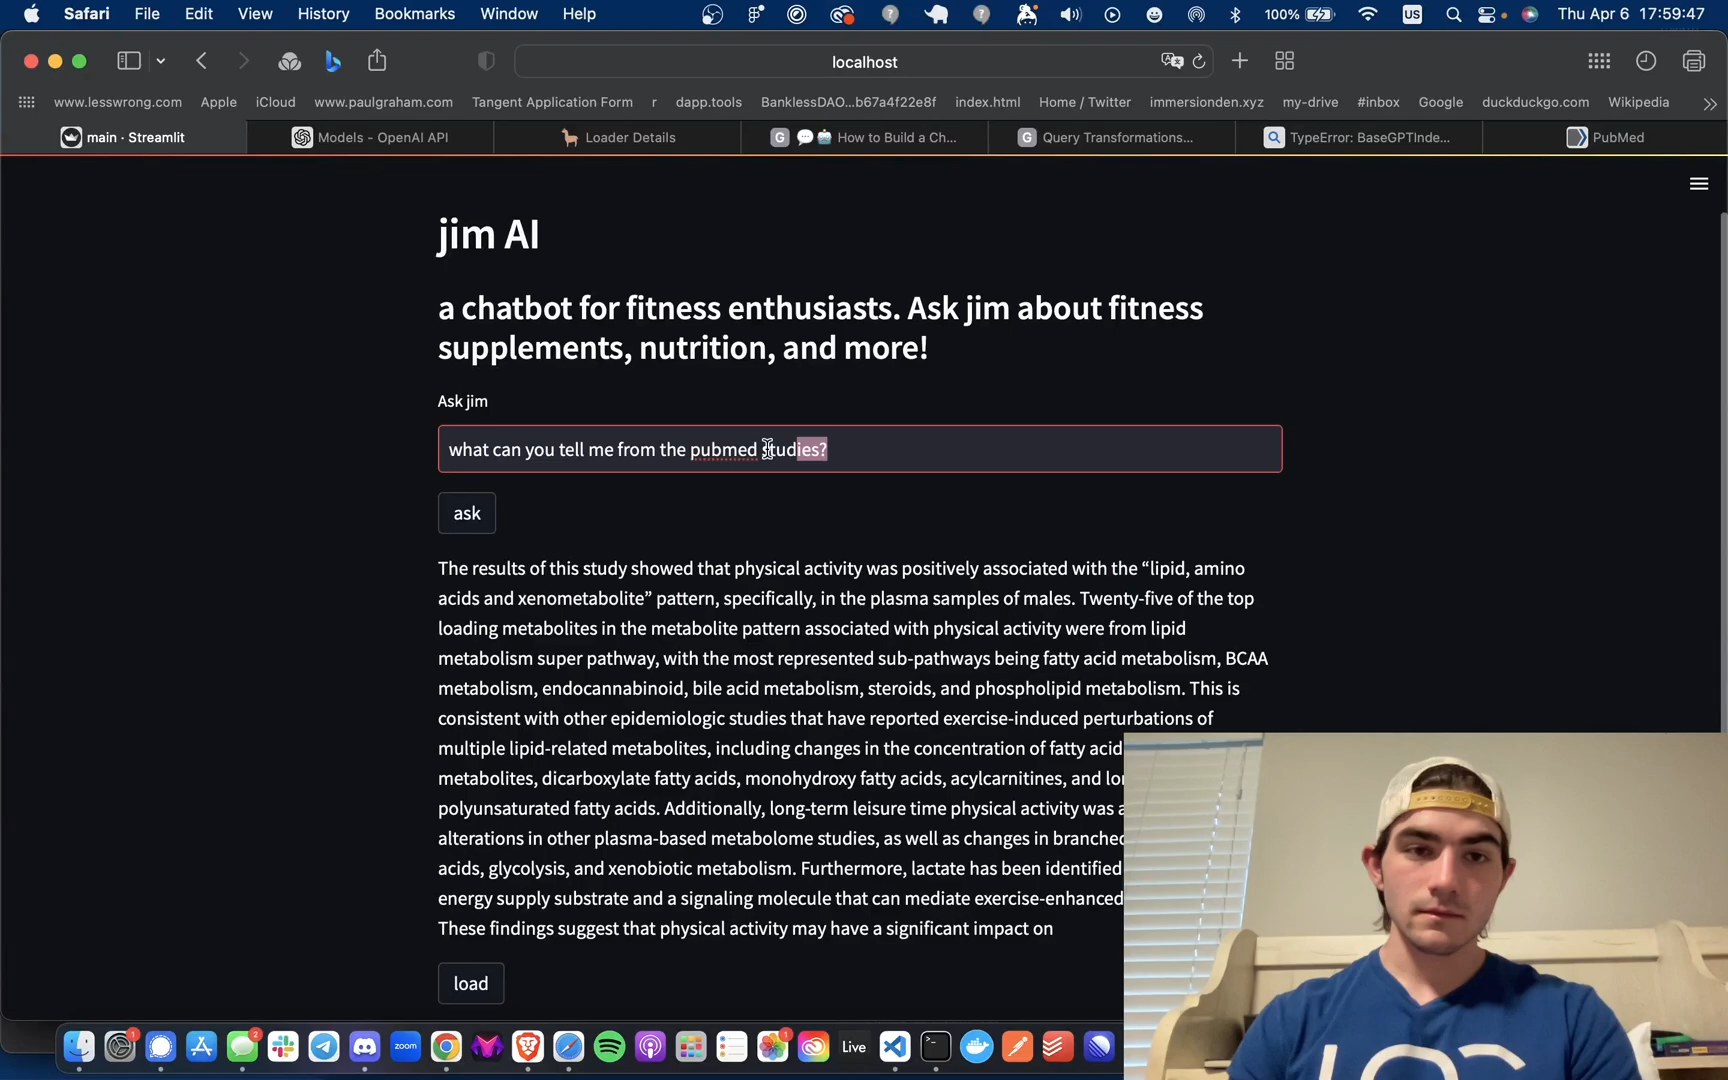 Safari File Edit View History Bookmarks Window Help 100% US Thu Apr 6 17:59:47
localhost
www.lesswrong.com Apple iCloud www.paulgraham.com Tangent Application Form r dapp.tools BanklessDAO...b67a4f22e8f index.html Home / Twitter immersionden.xyz my-drive #inbox Google duckduckgo.com Wikipedia
main · Streamlit Models - OpenAI API Loader Details G How to Build a Ch... G Query Transformations... TypeError: BaseGPTInde... PubMed
jim AI
a chatbot for fitness enthusiasts. Ask jim about fitness
supplements, nutrition, and more!
Ask jim
what can you tell me from the pubmed studies?
ask
The results of this study showed that physical activity was positively associated with the “lipid, amino
acids and xenometabolite” pattern, specifically, in the plasma samples of males. Twenty-five of the top
loading metabolites in the metabolite pattern associated with physical activity were from lipid
metabolism super pathway, with the most represented sub-pathways being fatty acid metabolism, BCAA
metabolism, endocannabinoid, bile acid metabolism, steroids, and phospholipid metabolism. This is
consistent with other epidemiologic studies that have reported exercise-induced perturbations of
multiple lipid-related metabolites, including changes in the concentration of fatty acid
metabolites, dicarboxylate fatty acids, monohydroxy fatty acids, acylcarnitines, and
polyunsaturated fatty acids. Additionally, long-term leisure time physical activity was
alterations in other plasma-based metabolome studies, as well as changes in branched
acids, glycolysis, and xenobiotic metabolism. Furthermore, lactate has been identified
energy supply substrate and a signaling molecule that can mediate exercise-enhanced
These findings suggest that physical activity may have a significant impact on
load
1 2 zoom 1 Live